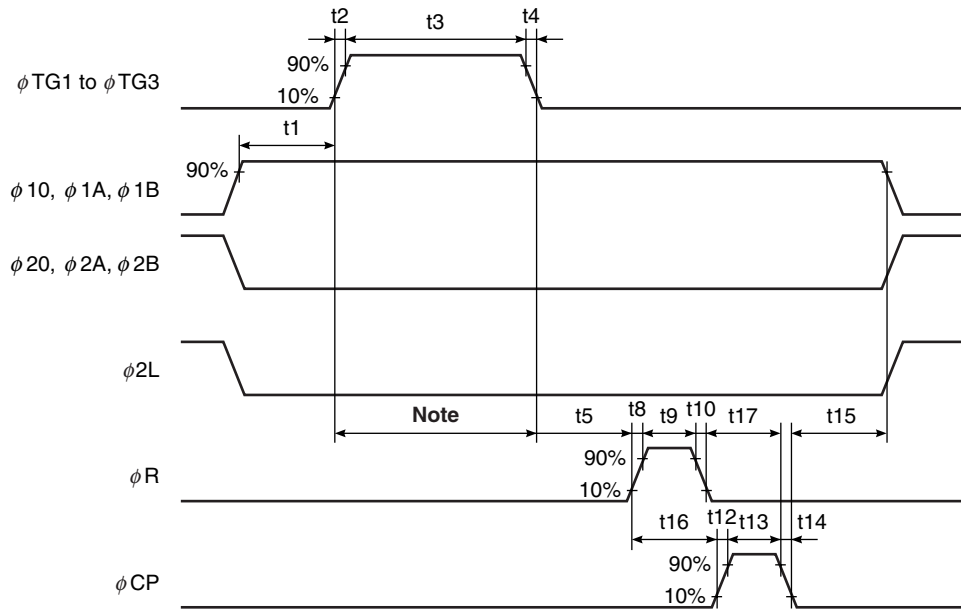 t2 t3 t4
90%
φTG1 to φTG3
10%
t1
90%
φ10, φ1A, φ1B
φ20, φ2A, φ2B
φ2L
Note t5 t8 t9 t10 t17 t15
90%
φR
10%
t16 t12 t13 t14
90%
φCP
10%